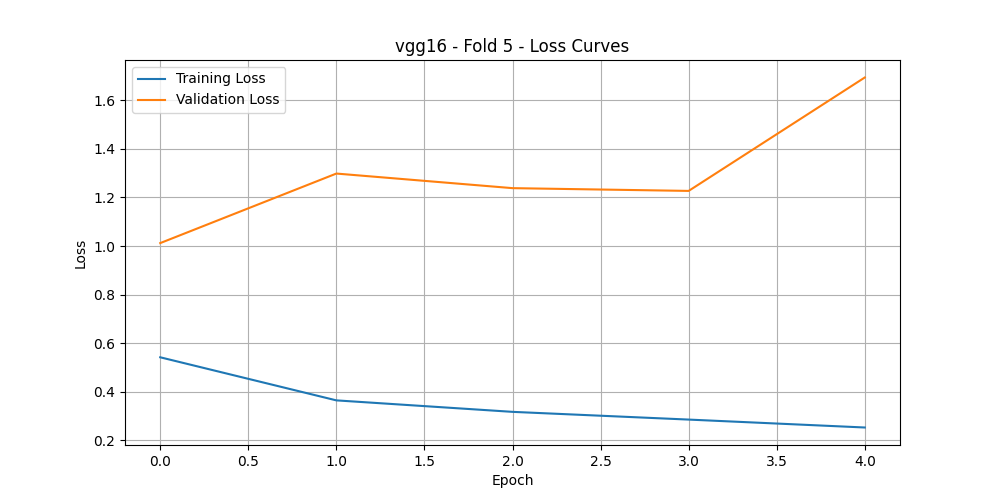 vgg16 - Fold 5 - Loss Curves
Training Loss
Validation Loss
1.6
1.4
1.2
1.0
0.8
0.6
0.4
0.2
Loss
0.0 0.5 1.0 1.5 2.0 2.5 3.0 3.5 4.0
Epoch